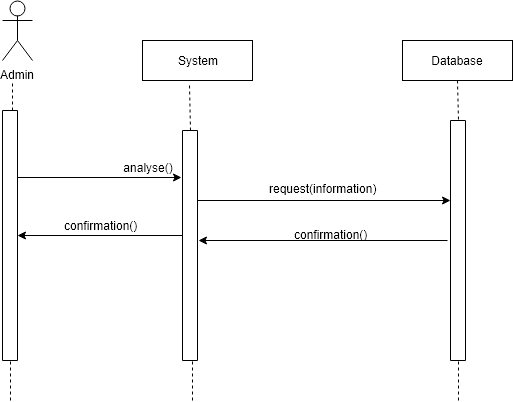 Admin
System
Database
analyse()
request(information)
confirmation()
confirmation()